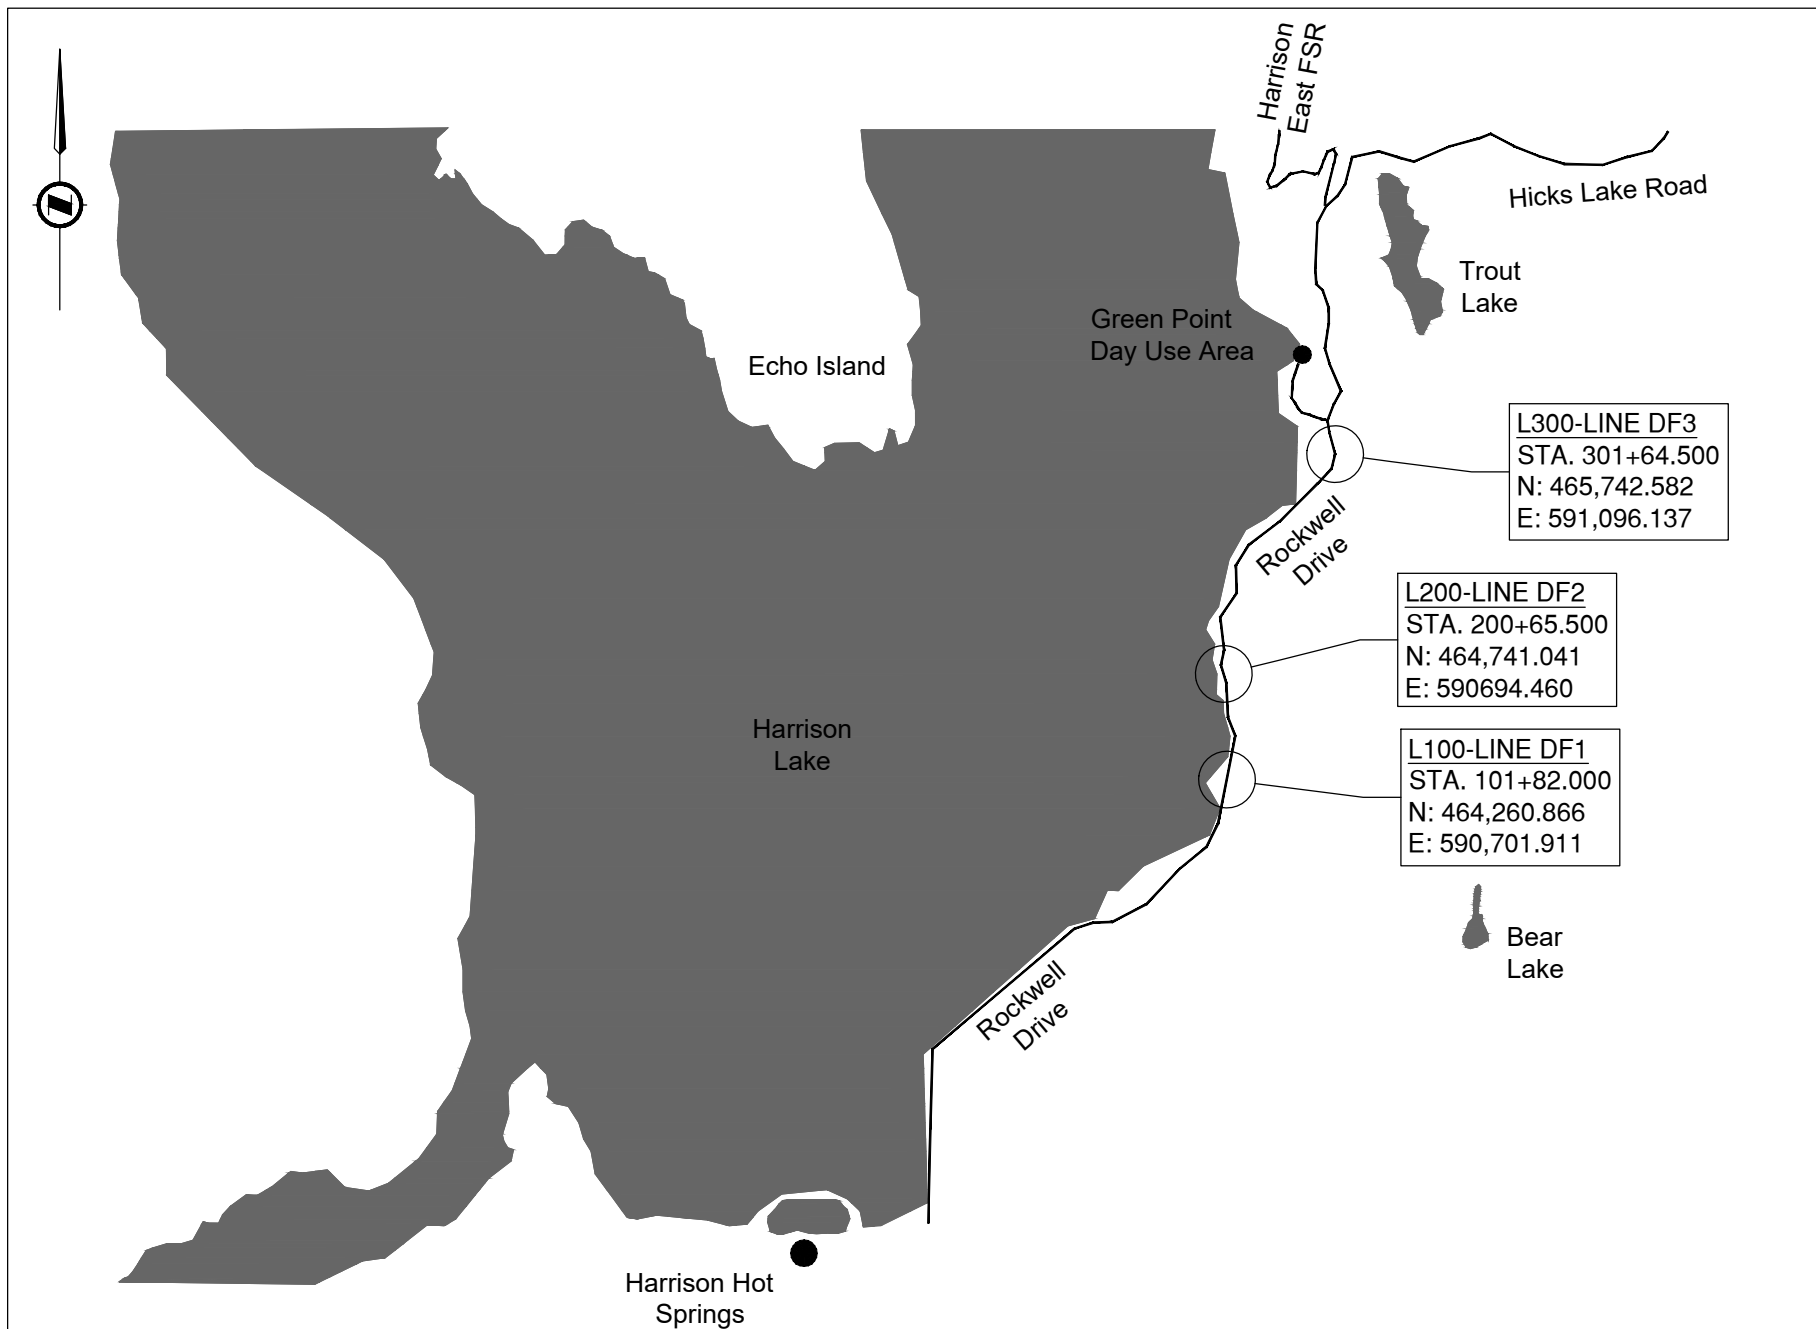 Harrison
East FSR
Hicks Lake Road
Trout
Lake
Green Point
Day Use Area
Echo Island
L300-LINE DF3
STA. 301+64.500
N: 465,742.582
E: 591,096.137
Rockwell
Drive
L200-LINE DF2
STA. 200+65.500
N: 464,741.041
E: 590694.460
Harrison
Lake
L100-LINE DF1
STA. 101+82.000
N: 464,260.866
E: 590,701.911
Bear
Lake
Rockwell
Drive
Harrison Hot
Springs